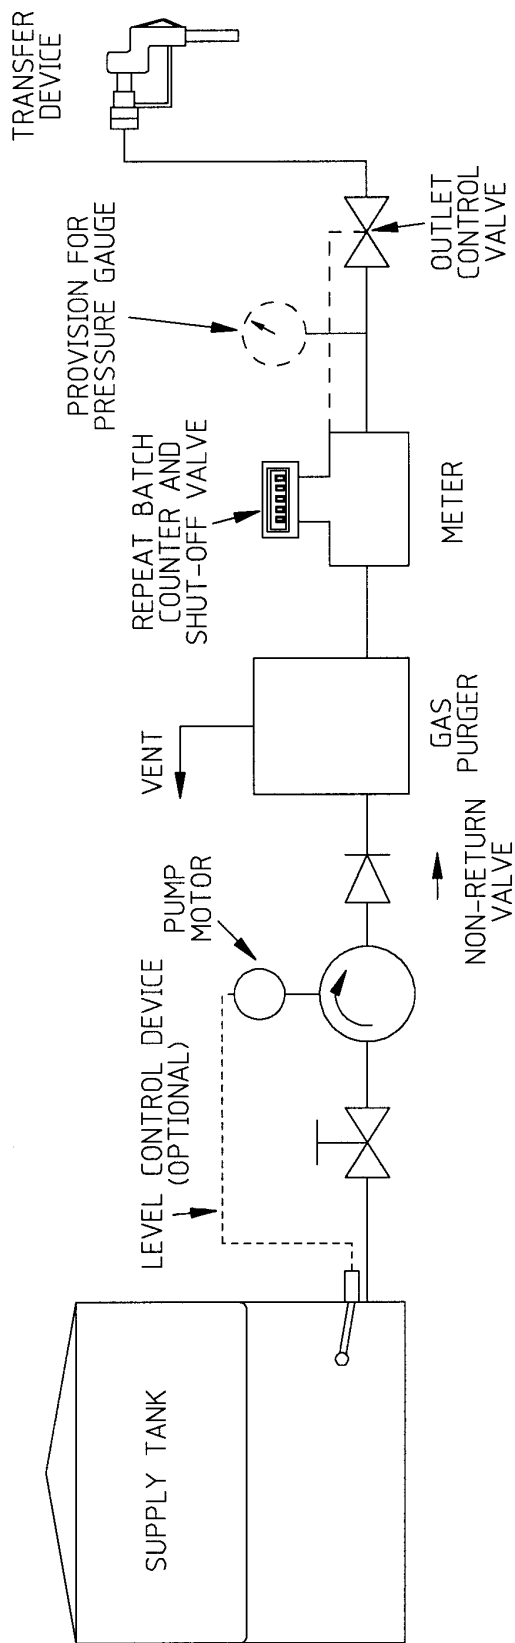 SUPPLY TANK
LEVEL CONTROL DEVICE
(OPTIONAL)
PUMP
MOTOR
NON-RETURN
VALVE
VENT
GAS
PURGER
REPEAT BATCH
COUNTER AND
SHUT-OFF VALVE
METER
PROVISION FOR
PRESSURE GAUGE
OUTLET
CONTROL
VALVE
TRANSFER
DEVICE